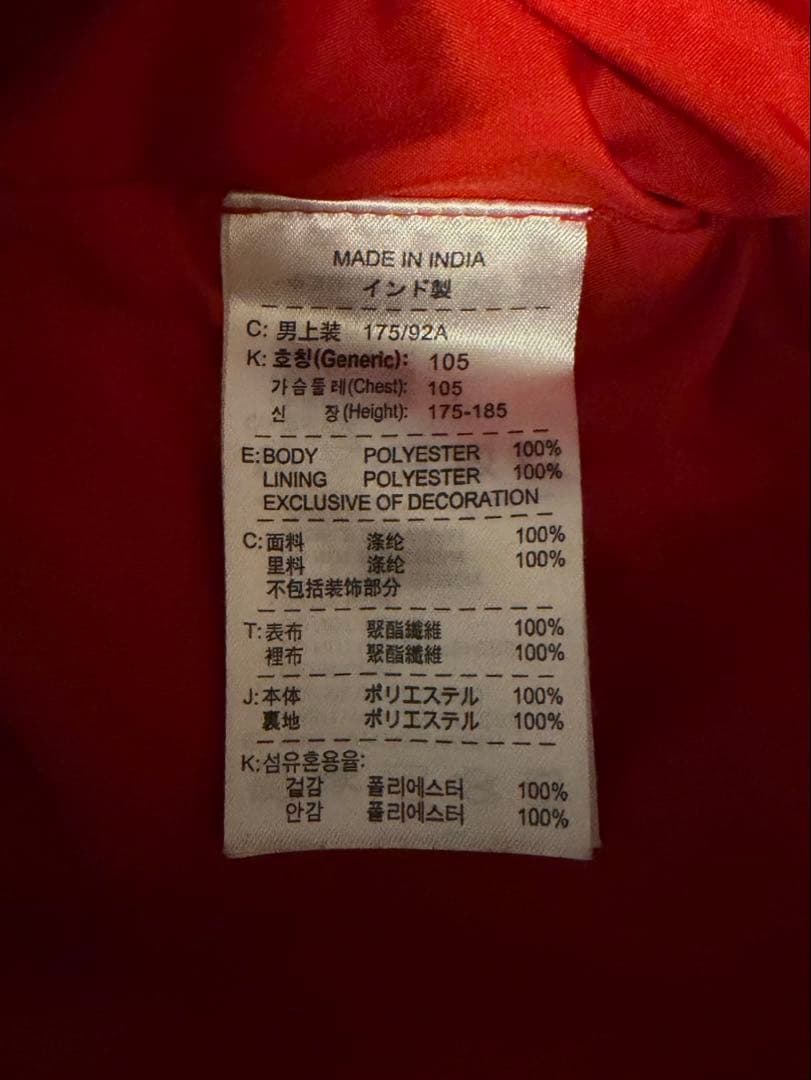 MADE IN INDIA
インド製
C: 男上装 175/92A
K: 호칭(Generic): 105
가슴둘레(Chest): 105
신 장(Height): 175-185
E: BODY POLYESTER 100%
LINING POLYESTER 100%
EXCLUSIVE OF DECORATION
C: 面料 涤纶 100%
里料 涤纶 100%
不包括装饰部分
T: 表布 聚酯纖維 100%
裡布 聚酯纖維 100%
J: 本体 ポリエステル 100%
裏地 ポリエステル 100%
K: 섬유혼용율:
겉감 폴리에스터 100%
안감 폴리에스터 100%